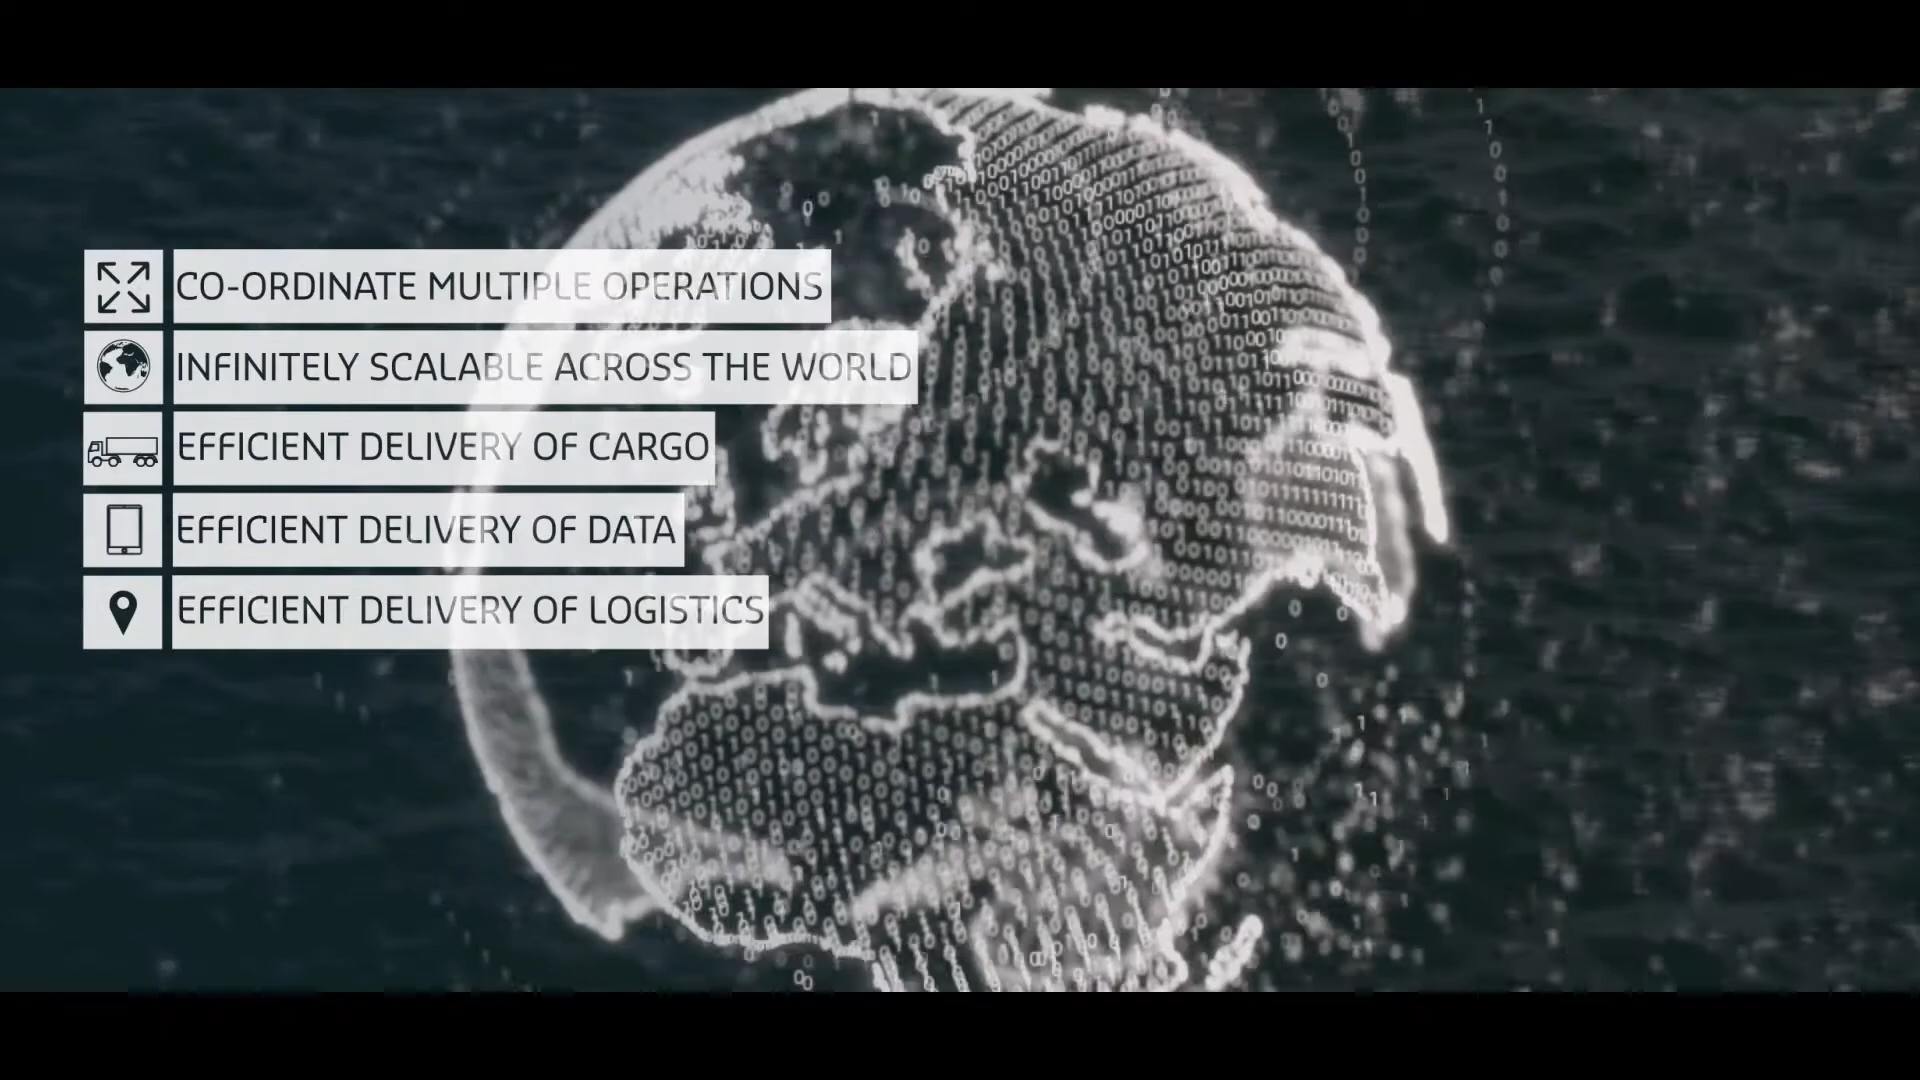 CO-ORDINATE MULTIPLE OPERATIONS
INFINITELY SCALABLE ACROSS THE WORLD
EFFICIENT DELIVERY OF CARGO
EFFICIENT DELIVERY OF DATA
EFFICIENT DELIVERY OF LOGISTICS